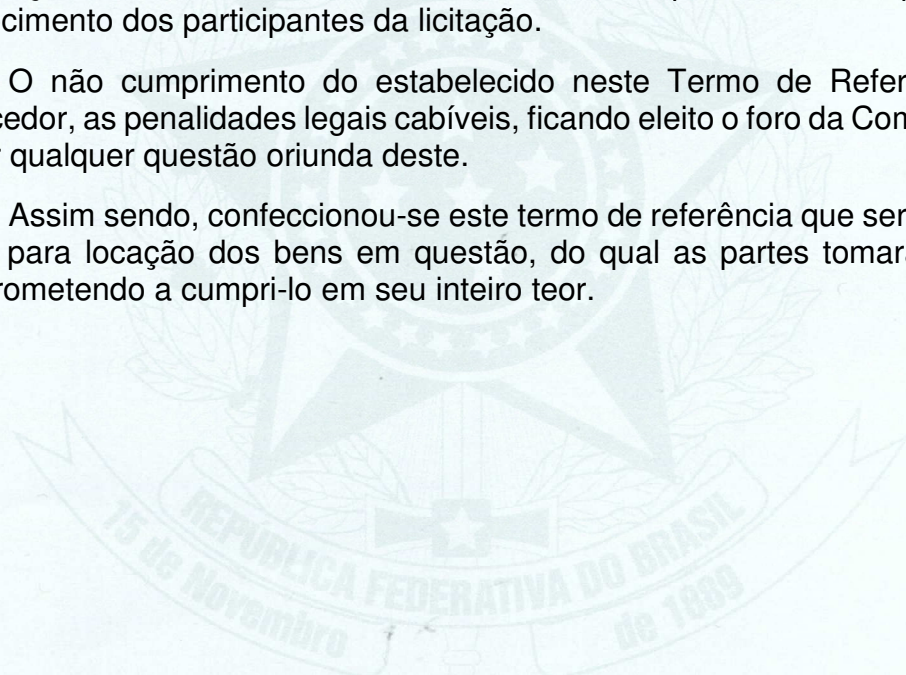 cimento dos participantes da licitação.
O não cumprimento do estabelecido neste Termo de Refer
cedor, as penalidades legais cabíveis, ficando eleito o foro da Com
qualquer questão oriunda deste.
Assim sendo, confeccionou-se este termo de referência que ser
para locação dos bens em questão, do qual as partes tomar
rometendo a cumpri-lo em seu inteiro teor.
REPÚBLICA FEDERATIVA DO BRASIL
15 de Novembro
de 1889